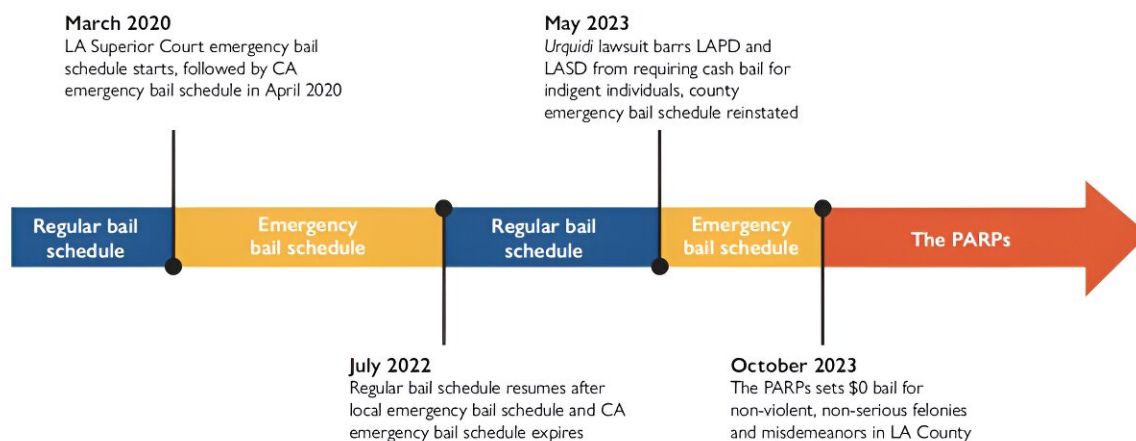 March 2020
LA Superior Court emergency bail
schedule starts, followed by CA
emergency bail schedule in April 2020
May 2023
Urquidi lawsuit barrs LAPD and
LASD from requiring cash bail for
indigent individuals, county
emergency bail schedule reinstated
Regular bail
schedule
Emergency
bail schedule
Regular bail
schedule
Emergency
bail schedule
The PARPs
July 2022
Regular bail schedule resumes after
local emergency bail schedule and CA
emergency bail schedule expires
October 2023
The PARPs sets $0 bail for
non-violent, non-serious felonies
and misdemeanors in LA County